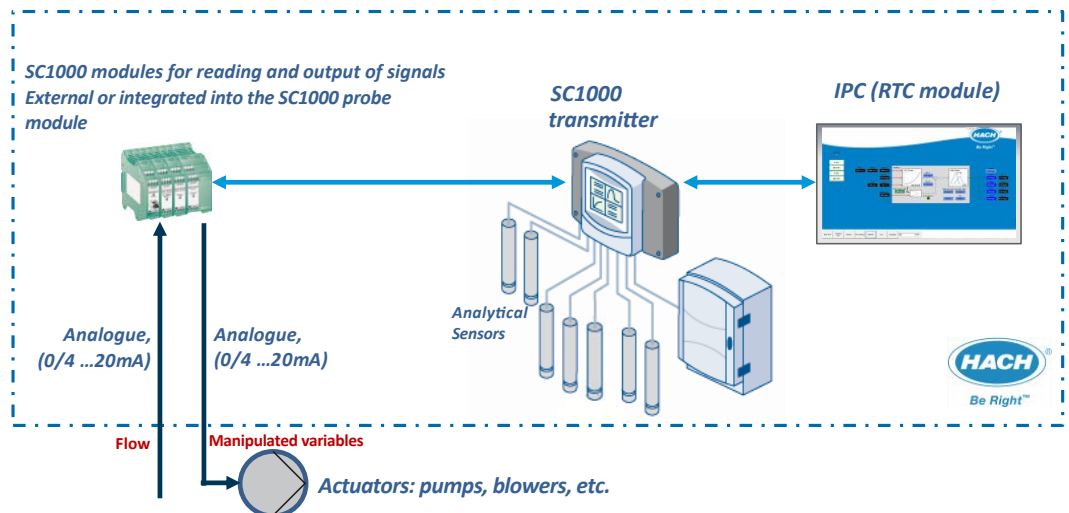 SC1000 modules for reading and output of signals
External or integrated into the SC1000 probe
module
SC1000
transmitter
IPC (RTC module)
HACH
Be Right™
Analytical
Sensors
Analogue,
(0/4 ...20mA)
Analogue,
(0/4 ...20mA)
HACH®
Be Right™
Flow
Manipulated variables
Actuators: pumps, blowers, etc.